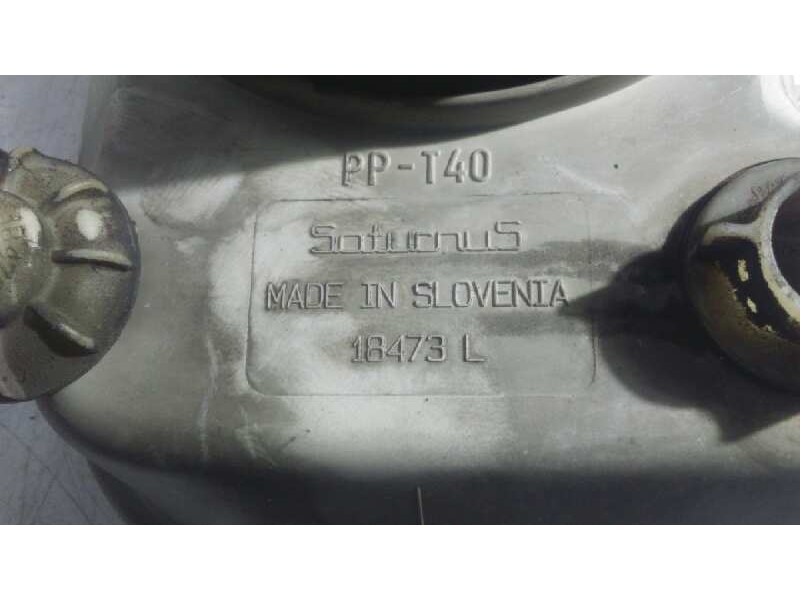 PP-T40
SaturnuS
MADE IN SLOVENIA
18473 L